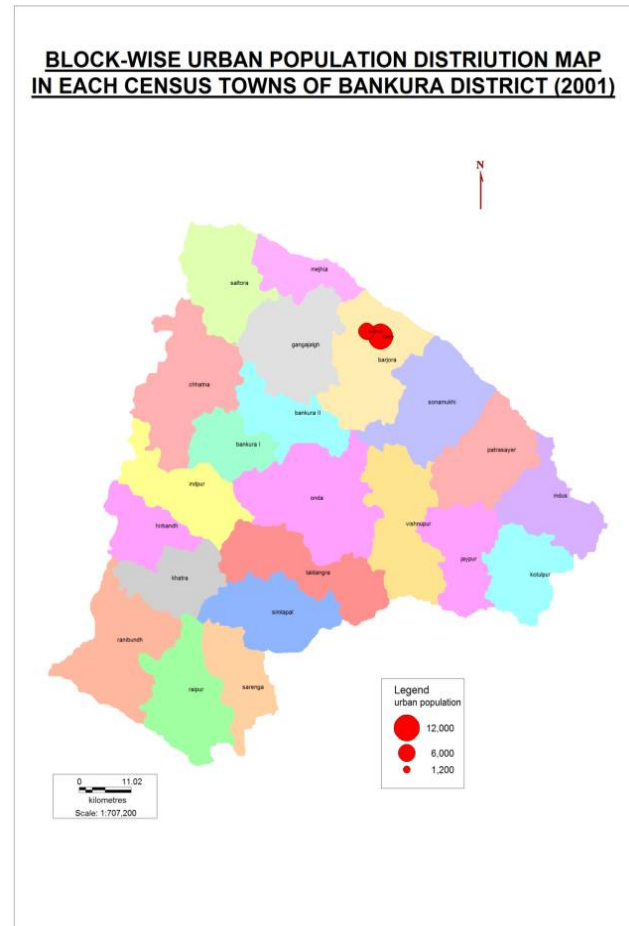 BLOCK-WISE URBAN POPULATION DISTRIUTION MAP
IN EACH CENSUS TOWNS OF BANKURA DISTRICT (2001)
N
mejhia
saltora
gangajalgh
barjora
chhatna
sonamukhi
bankura II
bankura I
patrasayer
indpur
onda
indus
vishnupur
hirbandh
jaypur
kotulpur
khatra
taldangra
simlapal
ranibundh
raipur
sarenga
Legend
urban population
12,000
6,000
1,200
0 11.02
kilometres
Scale: 1:707,200